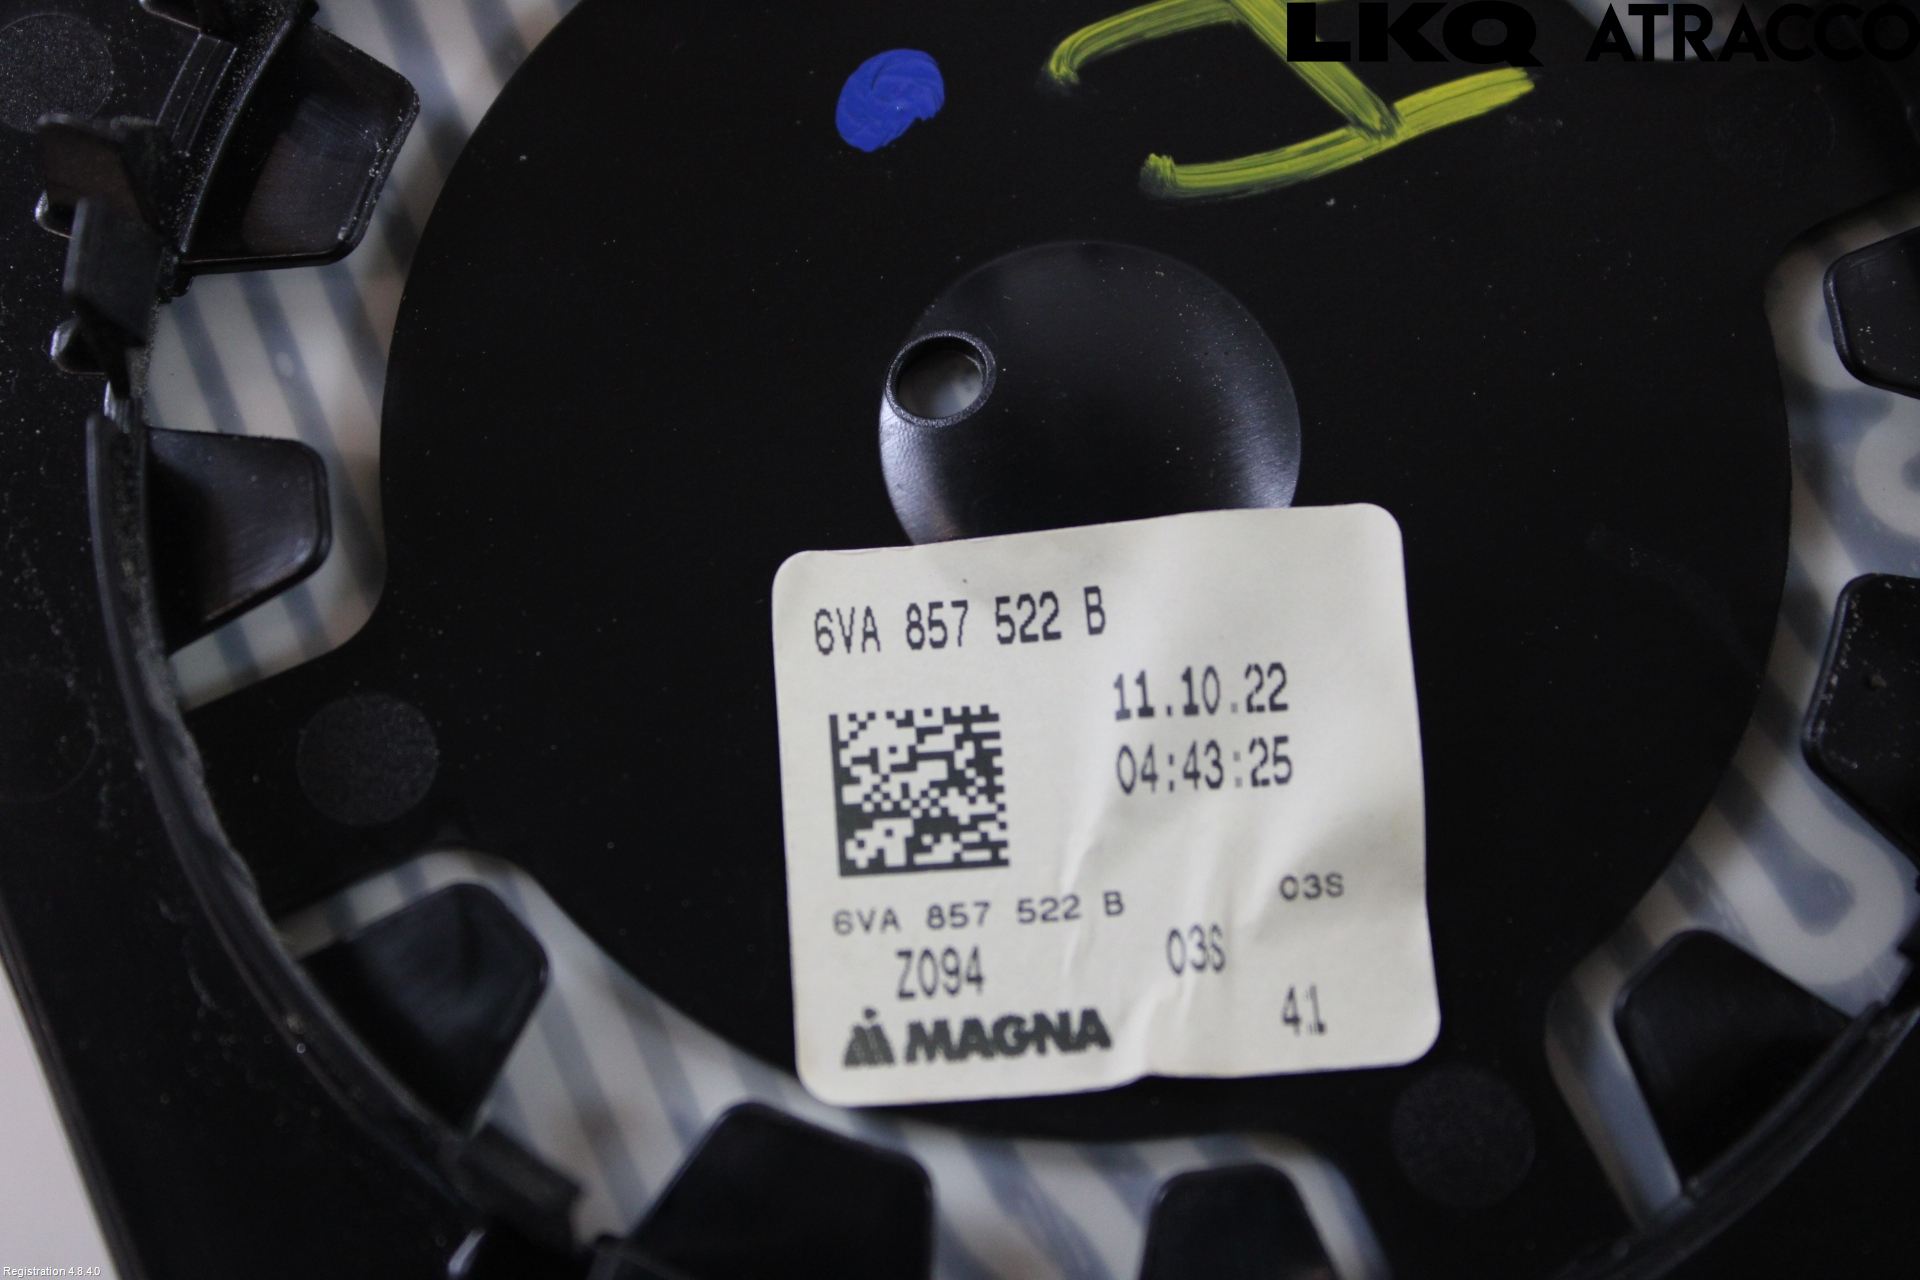 LKQ ATRACCO
I
6VA 857 522 B
11.10.22
04:43:25
6VA 857 522 B
03S
Z094
03S
MAGNA
41
Registration 4.8.4.0